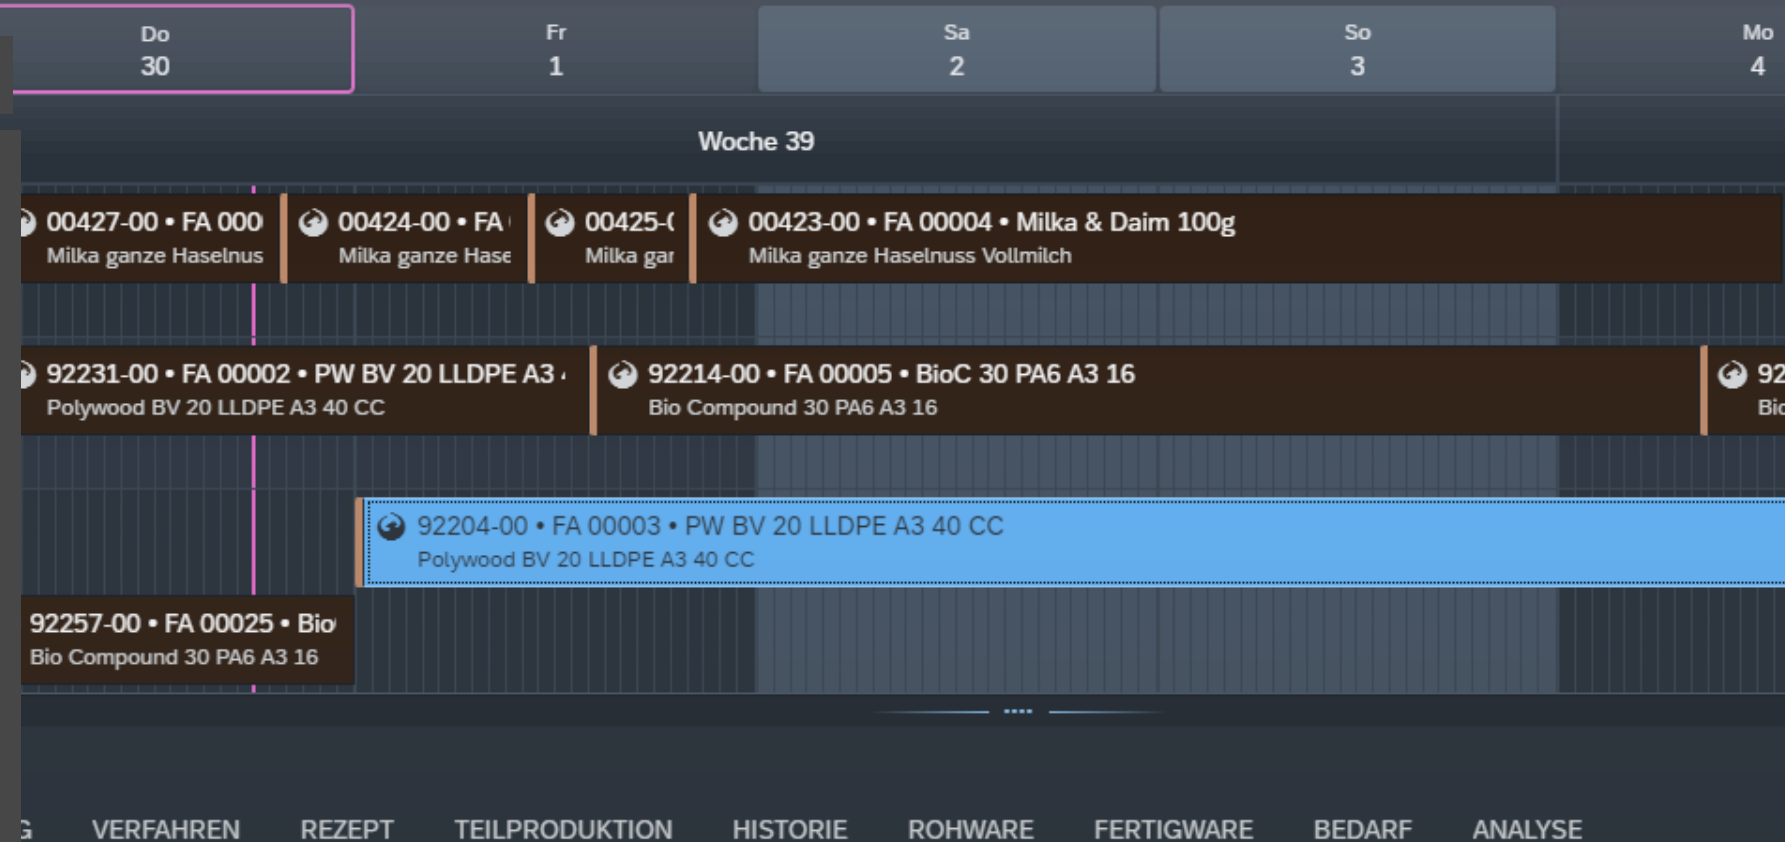 Do Fr Sa So Mo
30 1 2 3 4
Woche 39
00427-00 • FA 000 00424-00 • FA 00425- 00423-00 • FA 00004 • Milka & Daim 100g
Milka ganze Haselnus Milka ganze Hase Milka gar Milka ganze Haselnuss Vollmilch
92231-00 • FA 00002 • PW BV 20 LLDPE A3 92214-00 • FA 00005 • BioC 30 PA6 A3 16 92
Polywood BV 20 LLDPE A3 40 CC Bio Compound 30 PA6 A3 16 Bio
92204-00 • FA 00003 • PW BV 20 LLDPE A3 40 CC
Polywood BV 20 LLDPE A3 40 CC
92257-00 • FA 00025 • Bio
Bio Compound 30 PA6 A3 16
G VERFAHREN REZEPT TEILPRODUKTION HISTORIE ROHWARE FERTIGWARE BEDARF ANALYSE